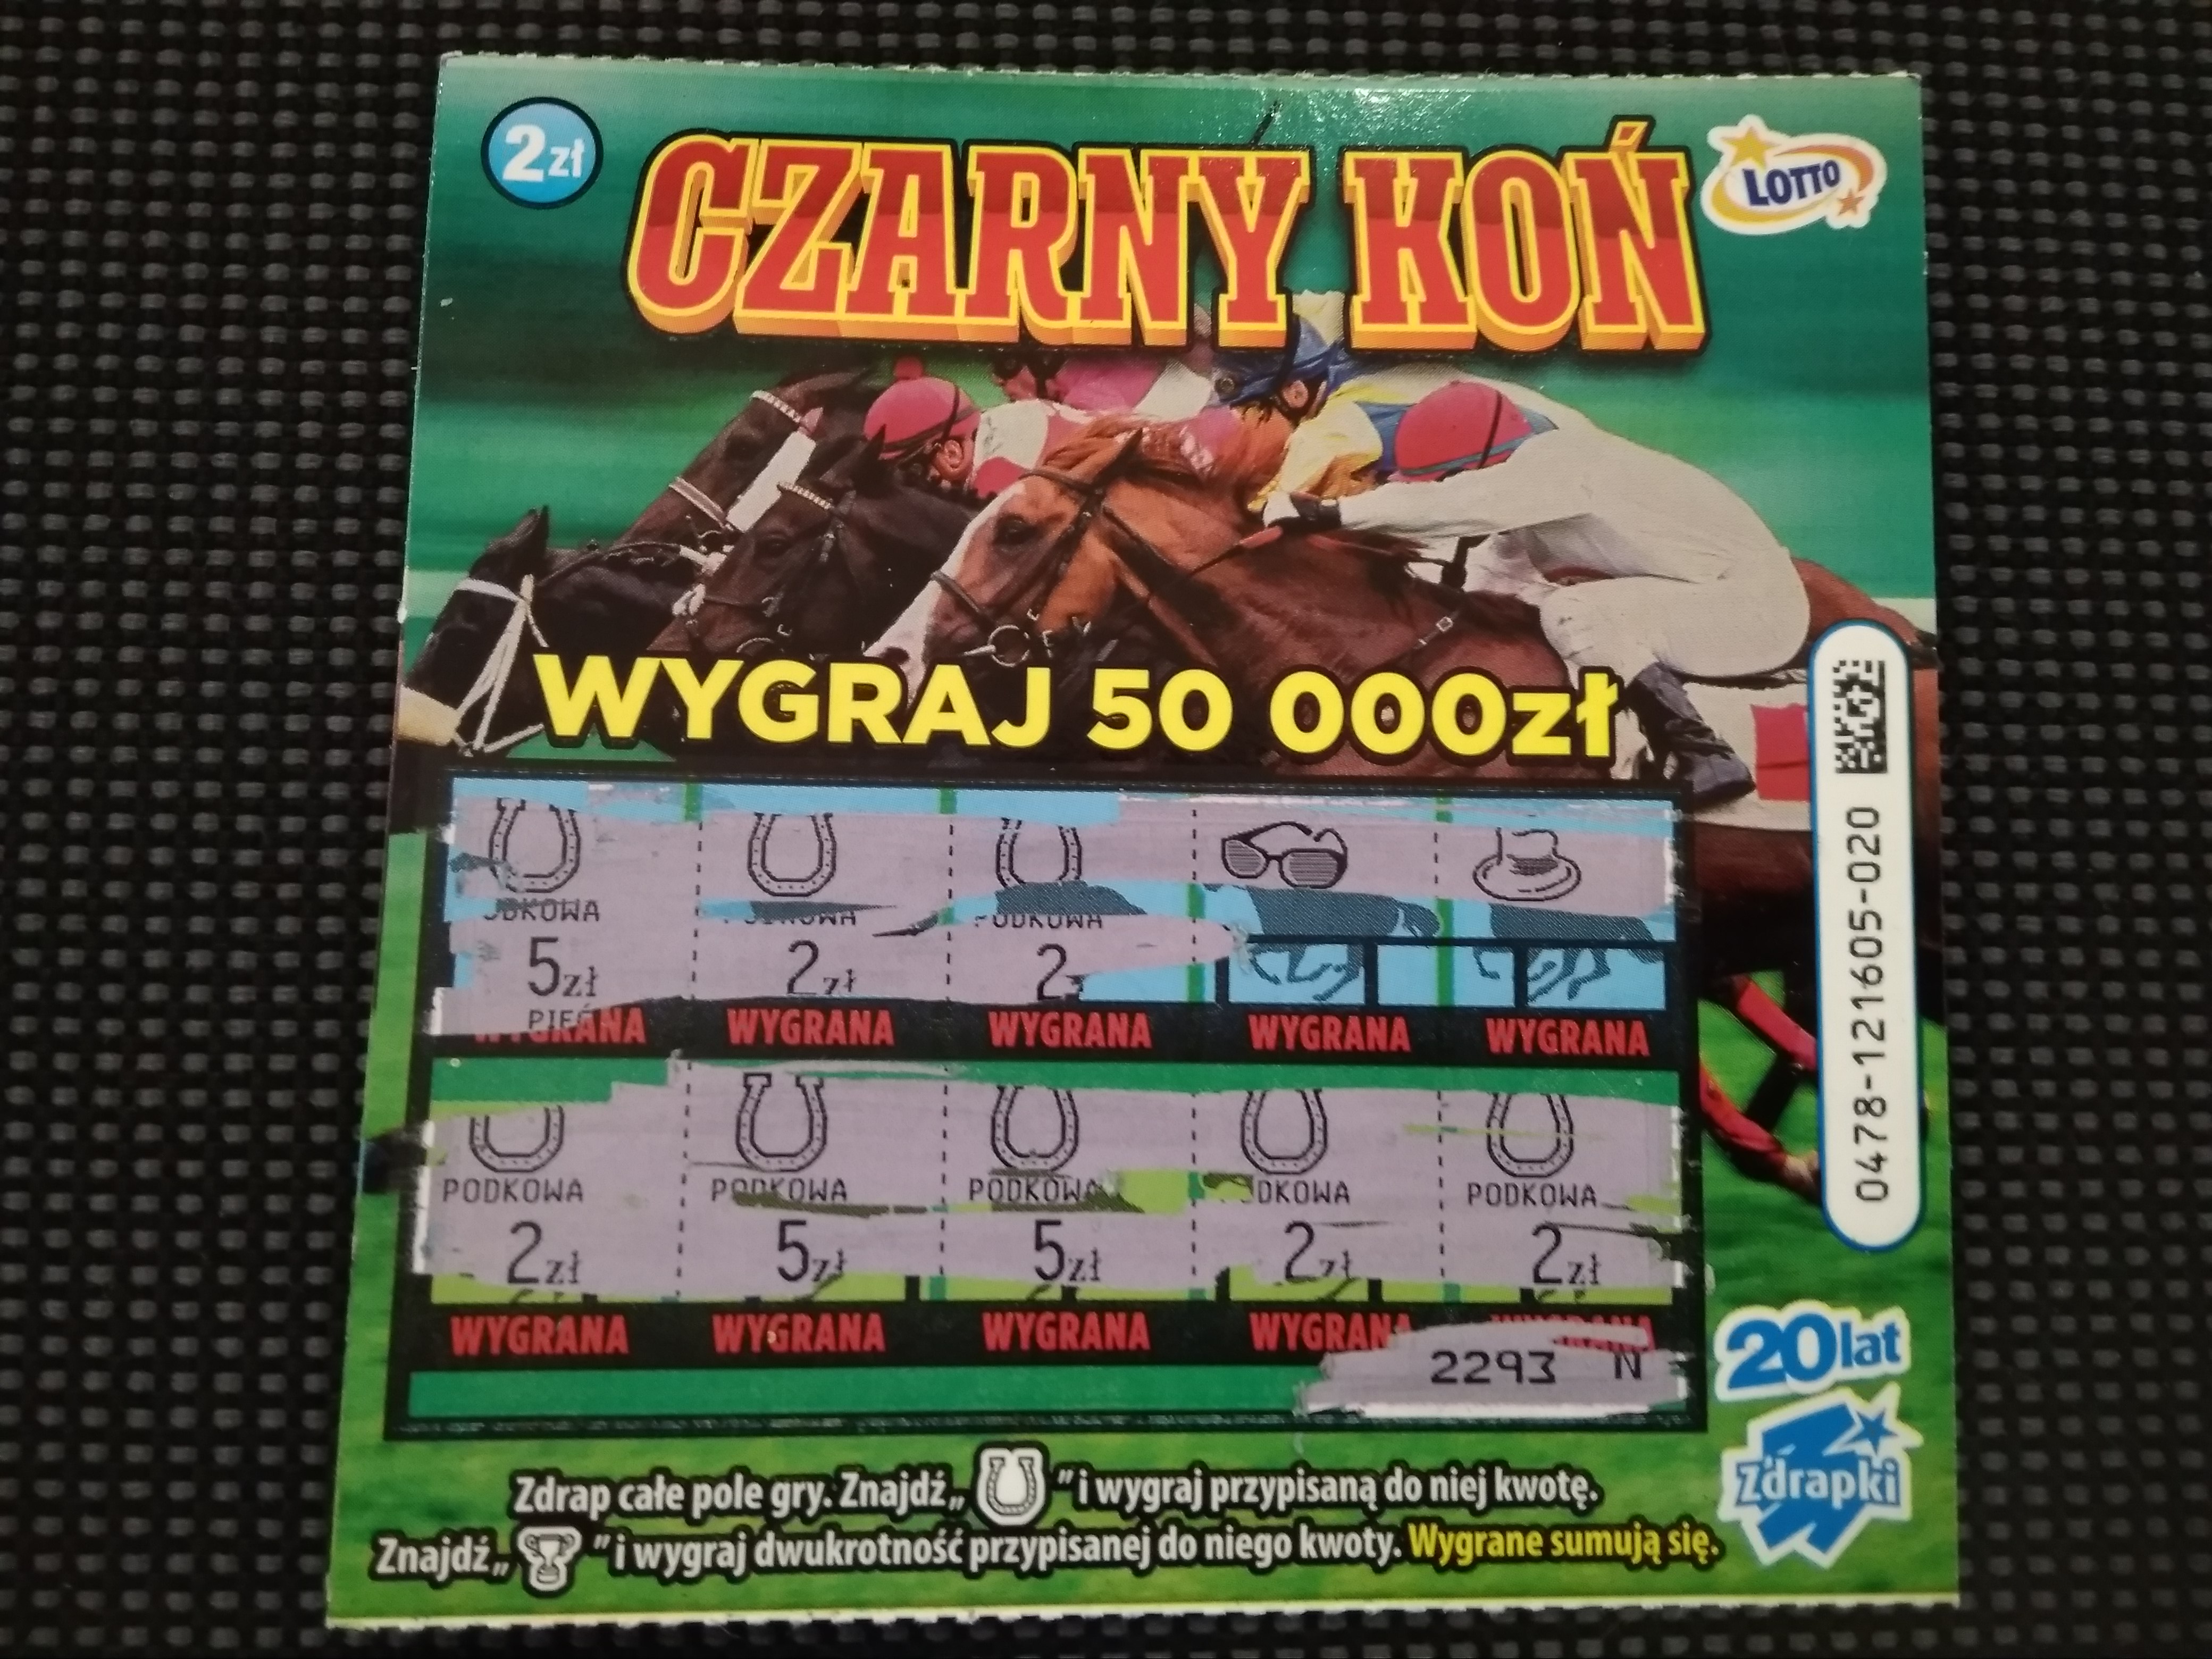 2zł
CZARNY KOŃ
LOTTO
WYGRAJ 50 000zł
PODKOWA PODKOWA
5zł 2zł 2
WYGRANA WYGRANA WYGRANA WYGRANA WYGRANA
PODKOWA PODKOWA PODKOWA DKOWA PODKOWA
2zł 5zł 5zł 2zł 2zł
WYGRANA WYGRANA WYGRANA WYGRANA
2293 N
0478-121605-020
20lat
Zdrapki
Zdrap całe pole gry. Znajdź „ ” i wygraj przypisaną do niej kwotę.
Znajdź „ ” i wygraj dwukrotność przypisanej do niego kwoty. Wygrane sumują się.